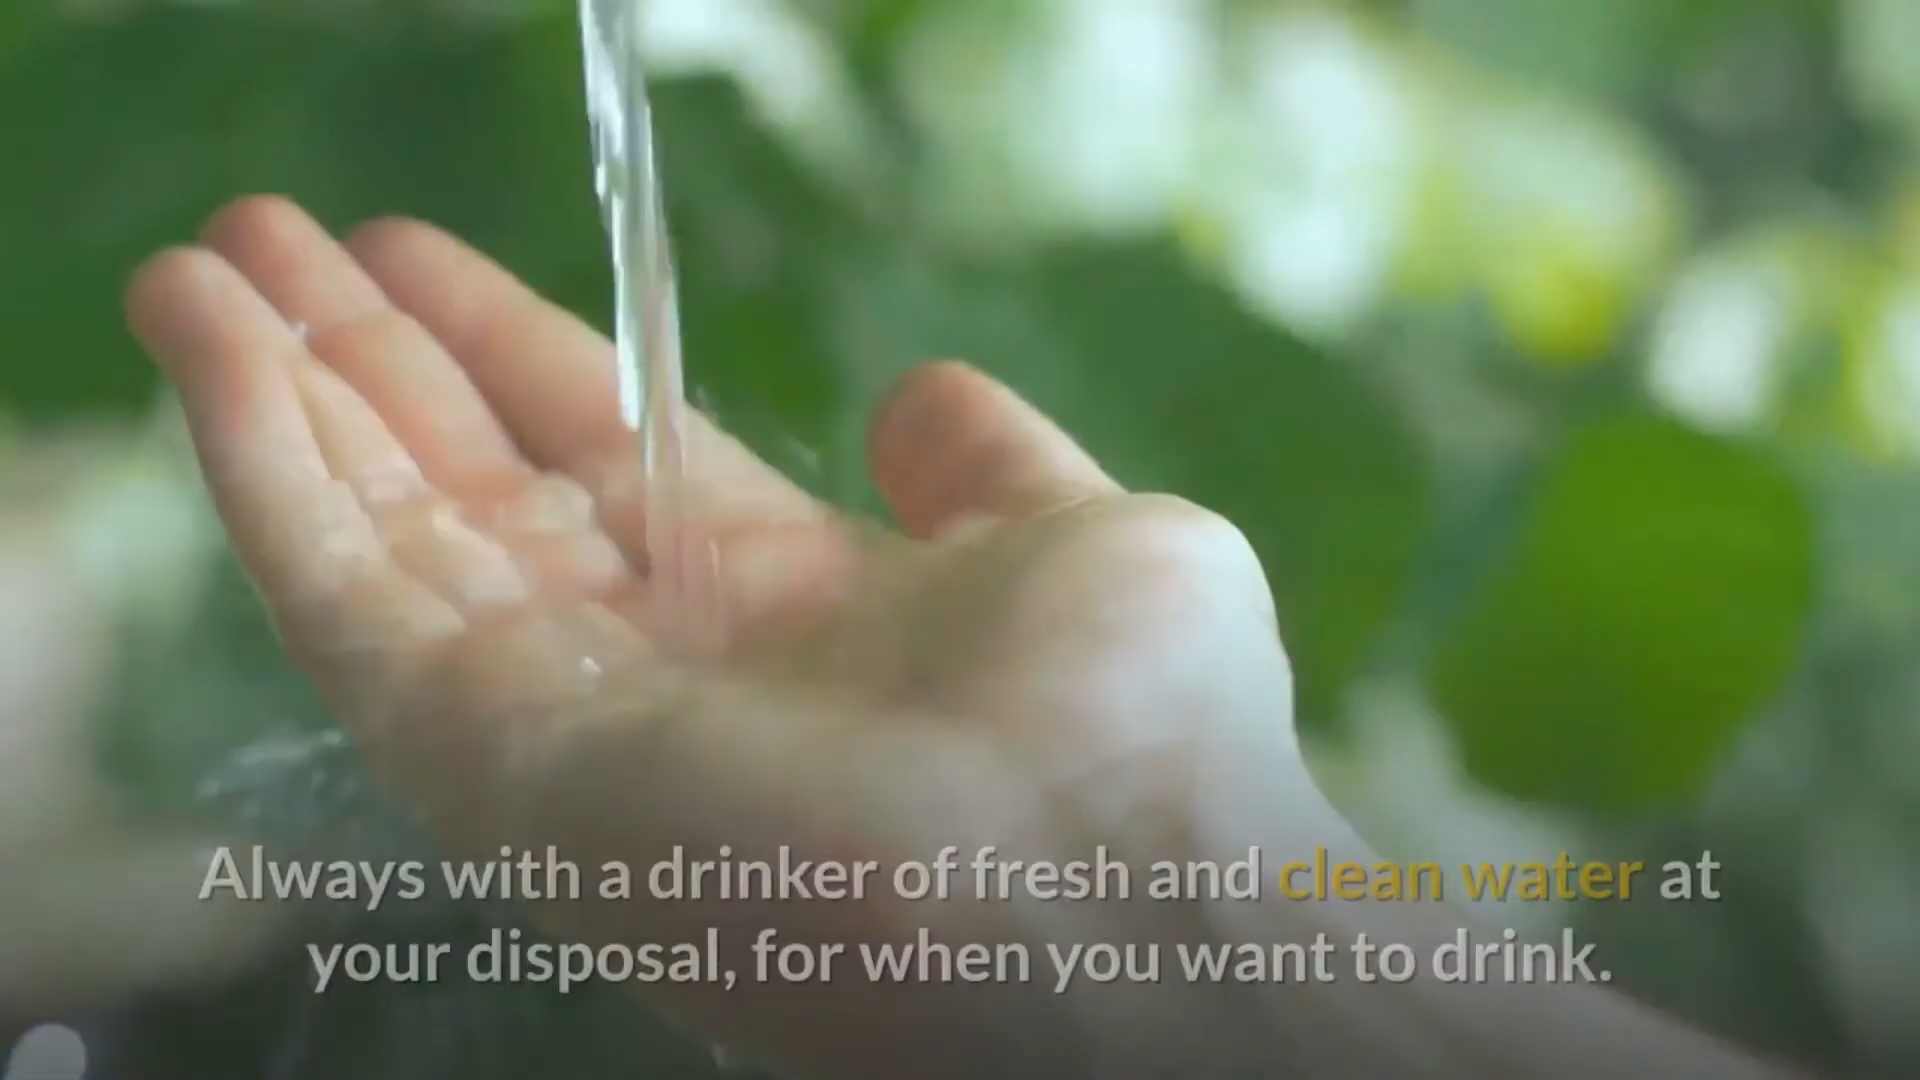 Always with a drinker of fresh and clean water at
your disposal, for when you want to drink.